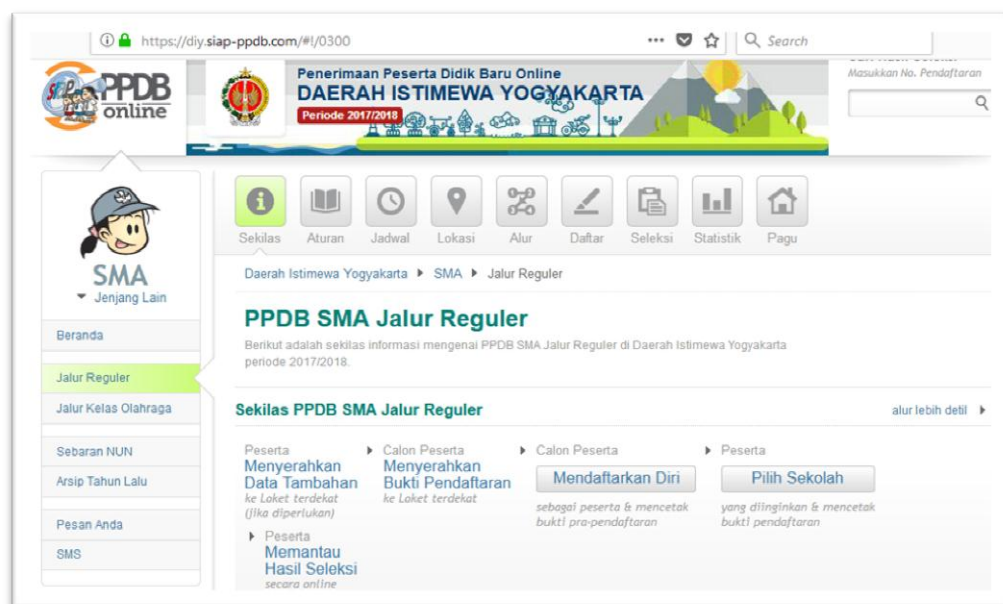 https://diy.siap-ppdb.com/#!/0300
Search
PPDB
online
Penerimaan Peserta Didik Baru Online
DAERAH ISTIMEWA YOGYAKARTA
Periode 2017/2018
Masukkan No. Pendaftaran
SMA
Jenjang Lain
Beranda
Jalur Reguler
Jalur Kelas Olahraga
Sebaran NUN
Arsip Tahun Lalu
Pesan Anda
SMS
Sekilas Aturan Jadwal Lokasi Alur Daftar Seleksi Statistik Pagu
Daerah Istimewa Yogyakarta SMA Jalur Reguler
PPDB SMA Jalur Reguler
Berikut adalah sekilas informasi mengenai PPDB SMA Jalur Reguler di Daerah Istimewa Yogyakarta
periode 2017/2018.
Sekilas PPDB SMA Jalur Reguler
alur lebih detil
Peserta
Menyerahkan
Data Tambahan
ke Loket terdekat
(jika diperlukan)
Calon Peserta
Menyerahkan
Bukti Pendaftaran
ke Loket terdekat
Calon Peserta
Mendaftarkan Diri
sebagai peserta & mencetak
bukti pra-pendaftaran
Peserta
Pilih Sekolah
yang diinginkan & mencetak
bukti pendaftaran
Peserta
Memantau
Hasil Seleksi
secara online